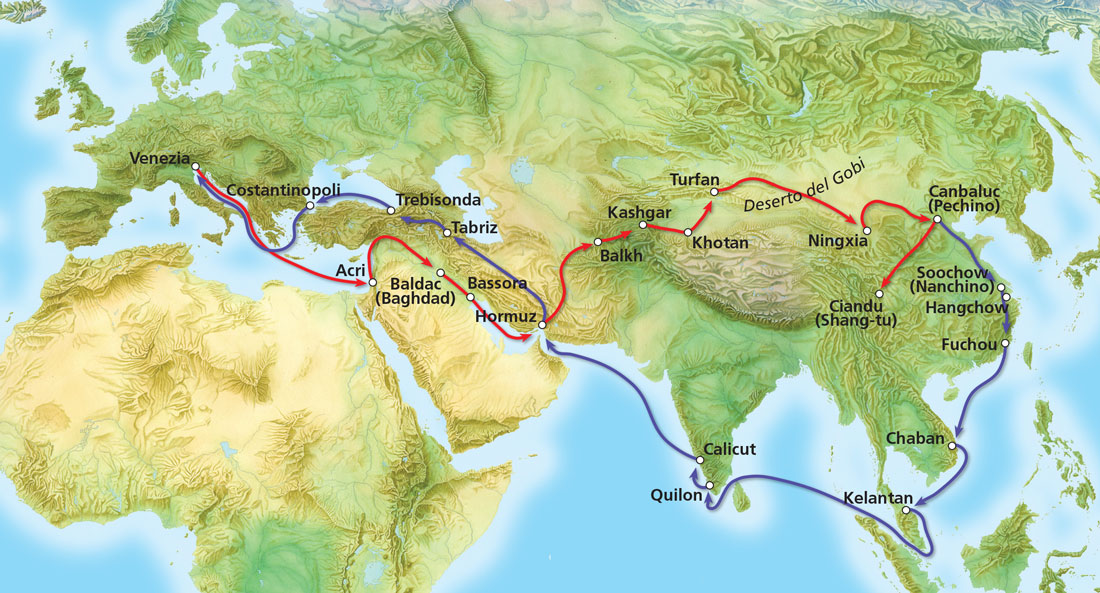 Venezia
Costantinopoli
Trebisonda
Tabriz
Acri
Baldac
(Baghdad)
Bassora
Hormuz
Balkh
Kashgar
Khotan
Turfan
Deserto del Gobi
Ningxia
Canbaluc
(Pechino)
Ciandu
(Shang-tu)
Soochow
(Nanchino)
Hangchow
Fuchou
Chaban
Kelantan
Calicut
Quilon